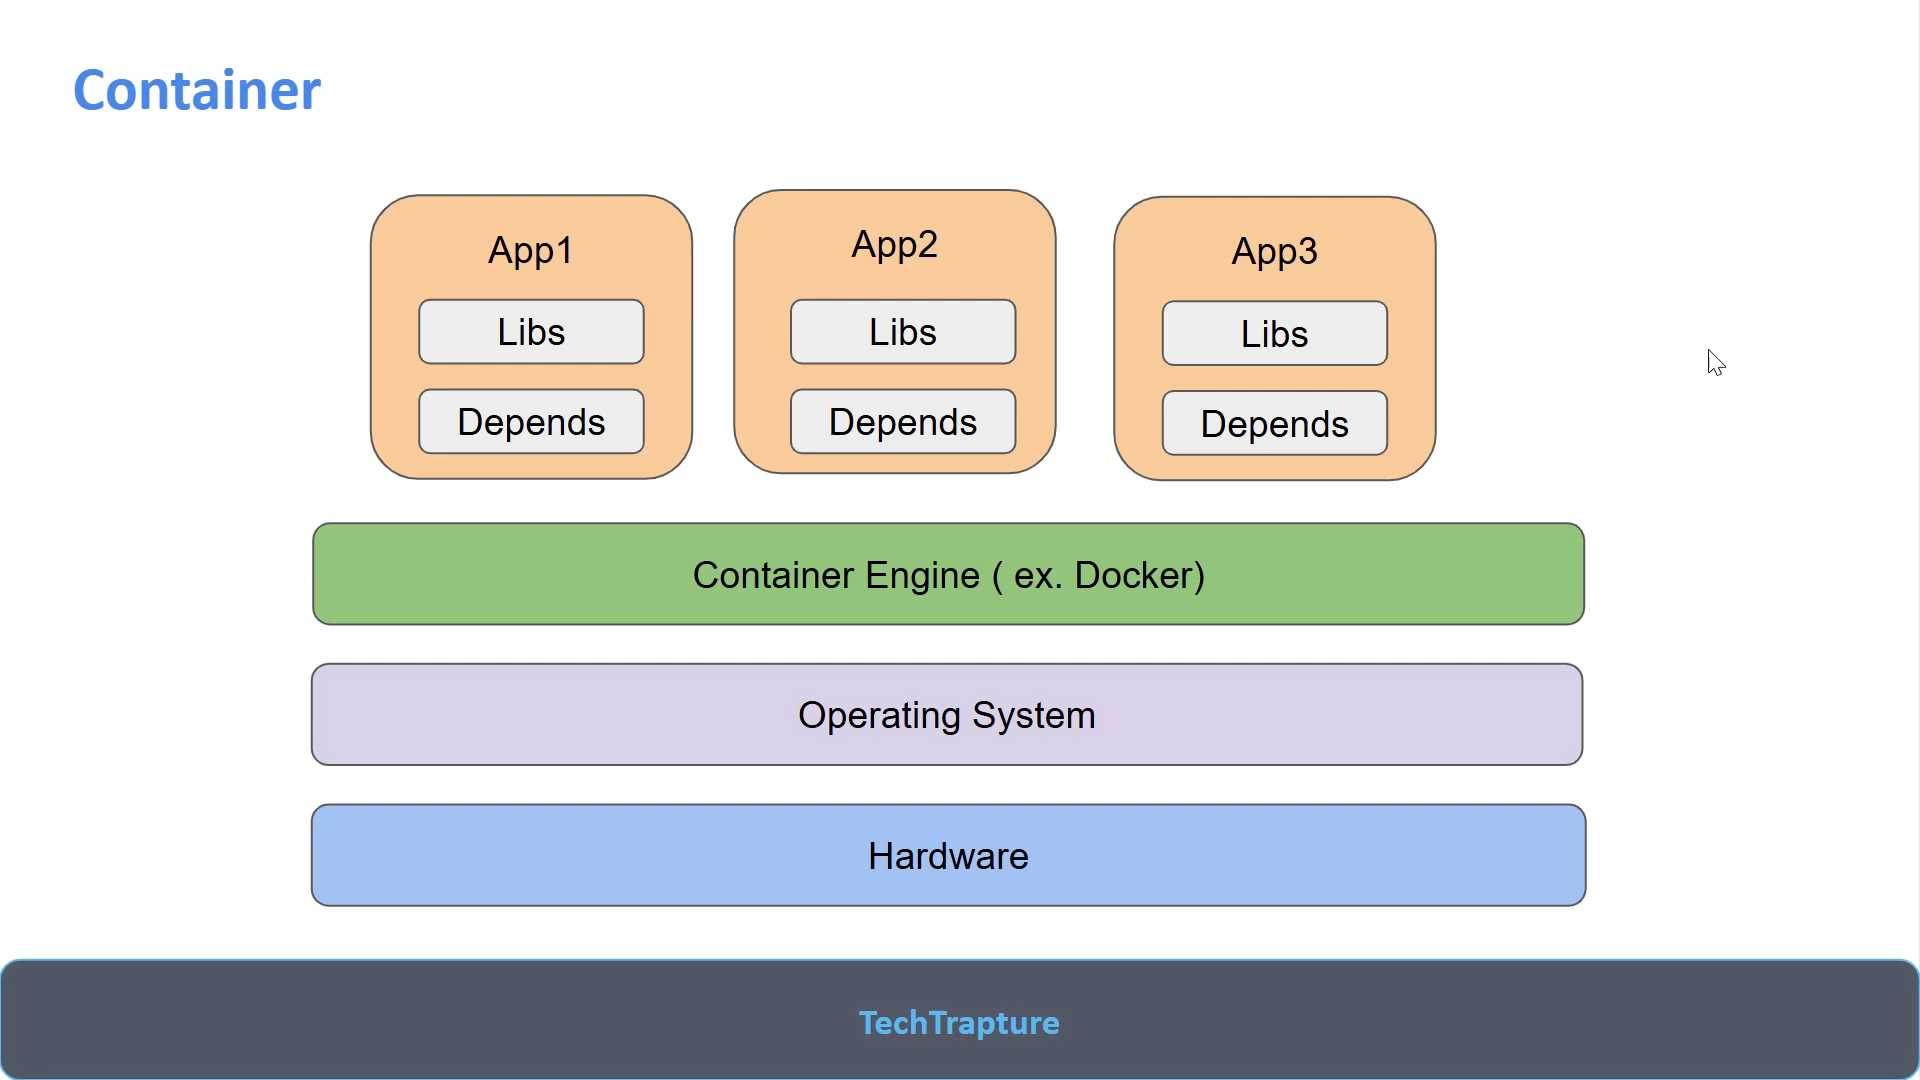 Container
App1
App2
App3
Libs
Libs
Libs
Depends
Depends
Depends
Container Engine ( ex. Docker)
Operating System
Hardware
TechTrapture